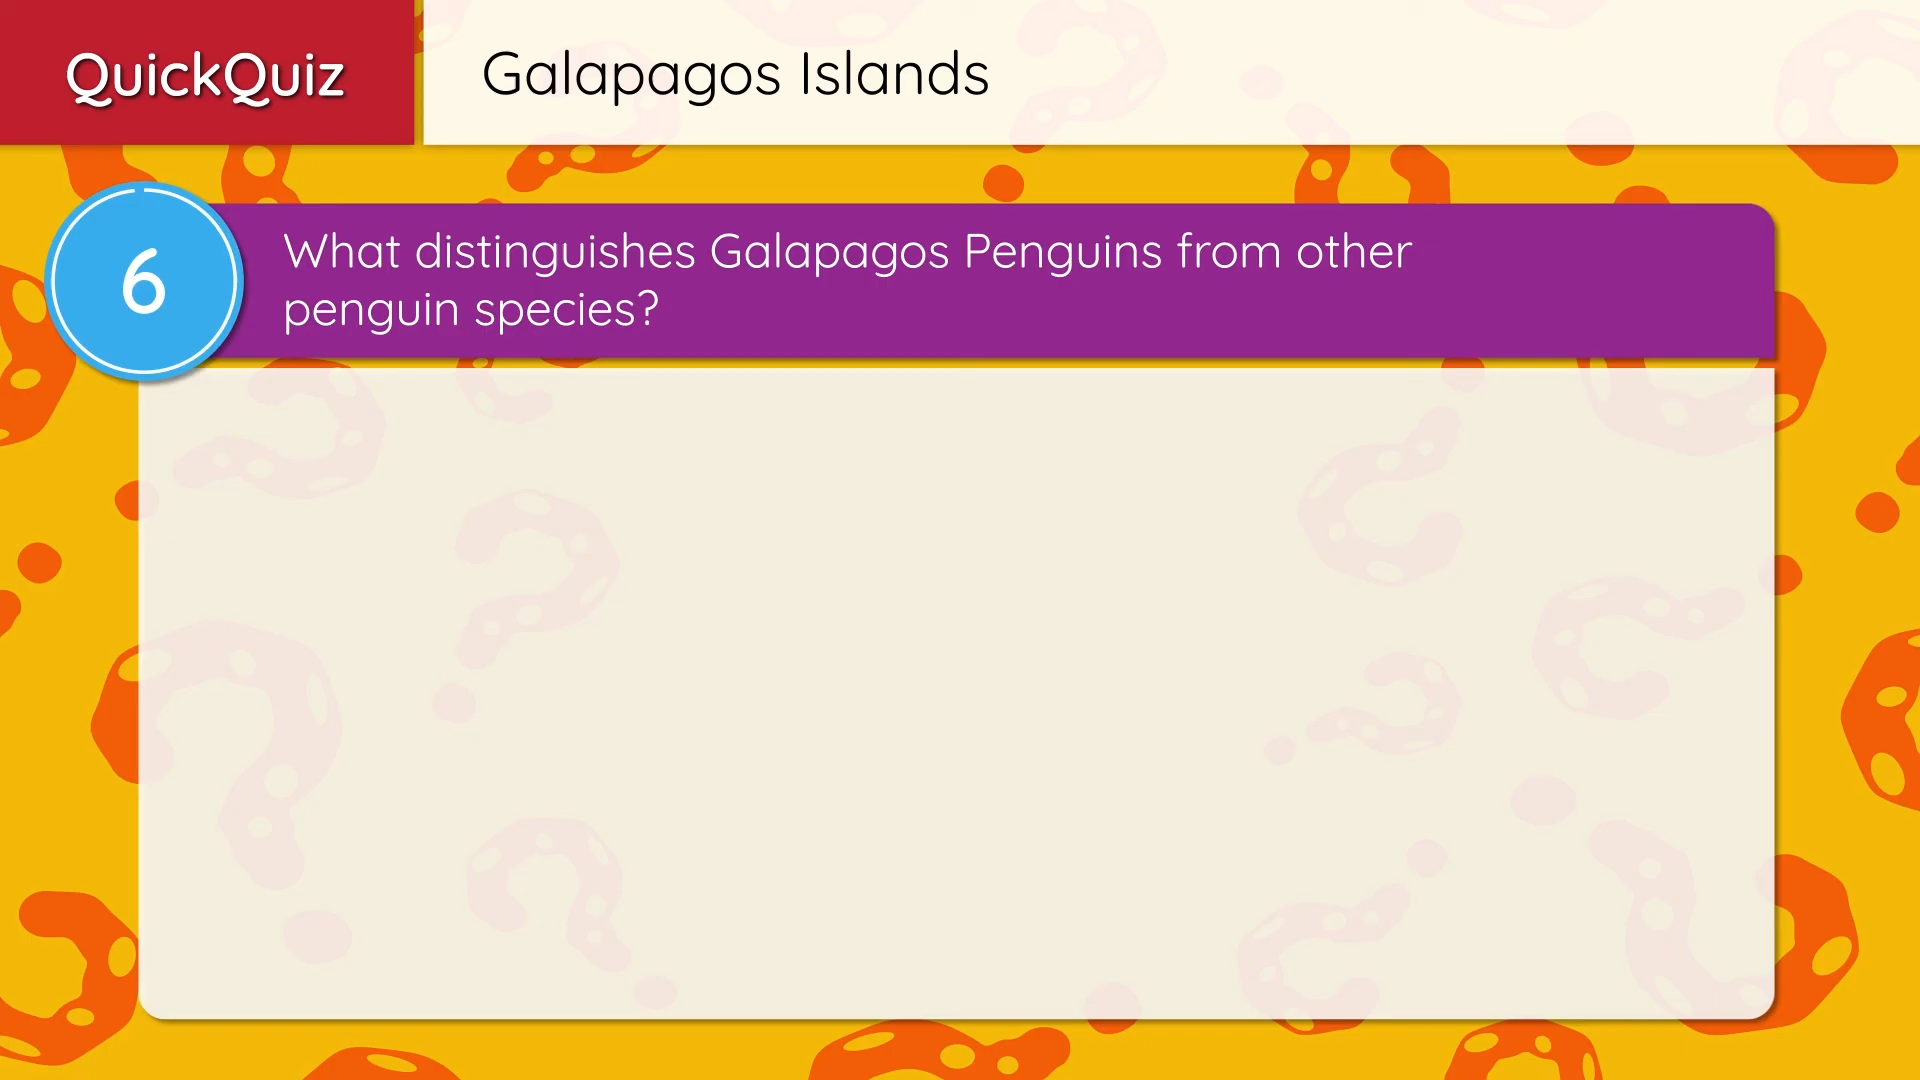 QuickQuiz
Galapagos Islands
6
What distinguishes Galapagos Penguins from other
penguin species?